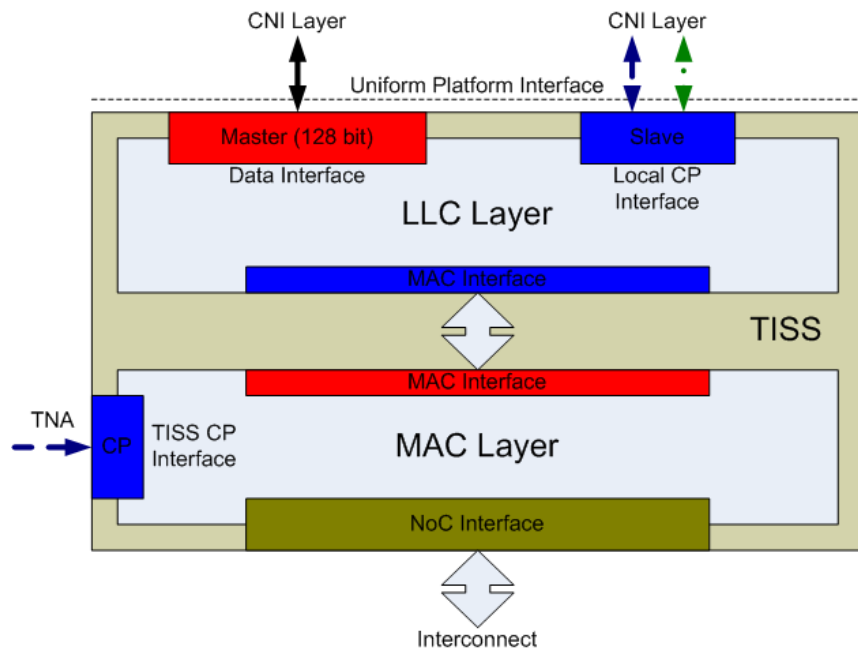 CNI Layer
CNI Layer
Uniform Platform Interface
Master (128 bit)
Slave
Data Interface
Local CP
Interface
LLC Layer
MAC Interface
TISS
MAC Interface
TNA
CP
TISS CP
Interface
MAC Layer
NoC Interface
Interconnect